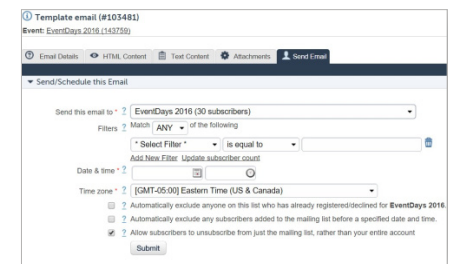 Template email (#103481)
Event: EventDays 2016 (143759)
Email Details HTML Content Text Content Attachments Send Email
Send/Schedule this Email
Send this email to * ? EventDays 2016 (30 subscribers)
Filters ? Match ANY of the following
* Select Filter * is equal to
Add New Filter Update subscriber count
Date & time * ?
Time zone * ? [GMT-05:00] Eastern Time (US & Canada)
? Automatically exclude anyone on this list who has already registered/declined for EventDays 2016.
? Automatically exclude any subscribers added to the mailing list before a specified date and time.
? Allow subscribers to unsubscribe from just the mailing list, rather than your entire account
Submit